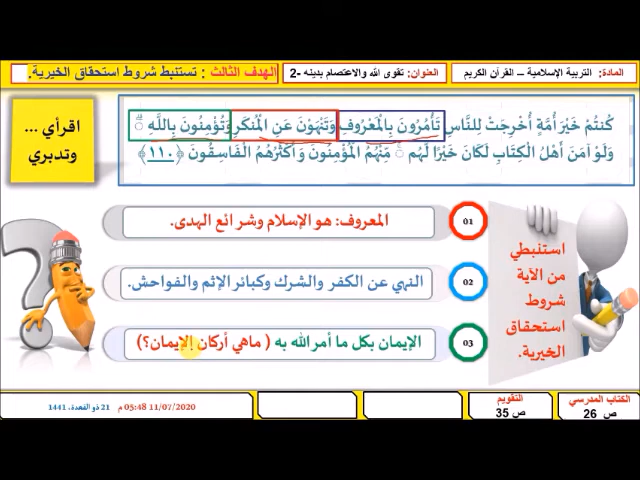 المادة: التربية الإسلامية – القرآن الكريم
العنوان: تقوى الله والاعتصام بدينه -2
الهدف الثالث : تستنبط شروط استحقاق الخيرية.
اقرأي ...
وتدبري
كُنتُمْ خَيْرَ أُمَّةٍ أُخْرِجَتْ لِلنَّاسِ تَأْمُرُونَ بِالْمَعْرُوفِ وَتَنْهَوْنَ عَنِ الْمُنكَرِ وَتُؤْمِنُونَ بِاللَّهِ ۗ
وَلَوْ آمَنَ أَهْلُ الْكِتَابِ لَكَانَ خَيْرًا لَّهُم ۚ مِّنْهُمُ الْمُؤْمِنُونَ وَأَكْثَرُهُمُ الْفَاسِقُونَ ﴿١١٠﴾
استنبطي
من الآية
شروط
استحقاق
الخيرية.
01
المعروف: هو الإسلام وشرائع الهدى.
02
النهي عن الكفر والشرك وكبائر الإثم والفواحش.
03
الإيمان بكل ما أمر الله به ( ماهي أركان الإيمان؟)
الكتاب المدرسي
ص 26
التقويم
ص 35
21 ذو القعدة، 1441
11/07/2020 03:48 م